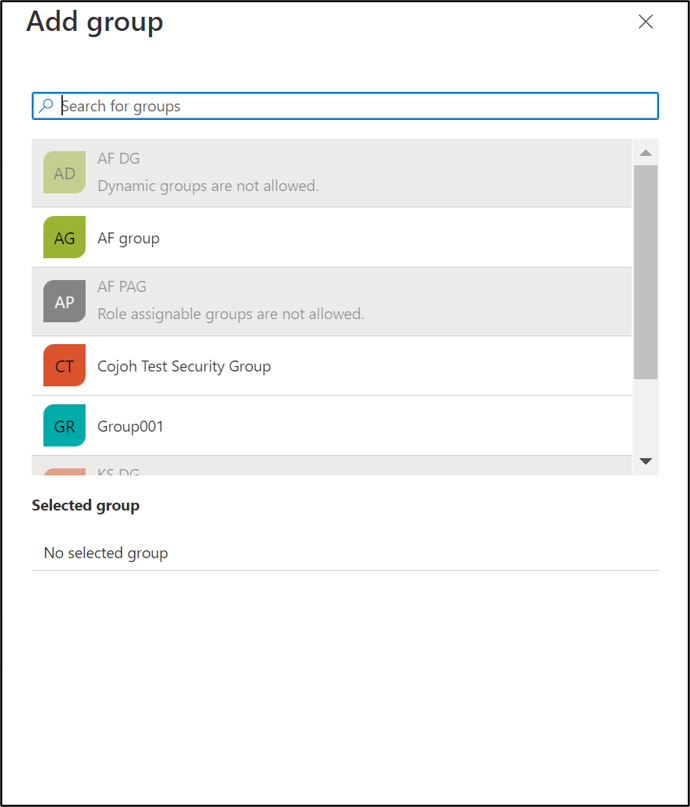 Add group
Search for groups
AD
AF DG
Dynamic groups are not allowed.
AG
AF group
AP
AF PAG
Role assignable groups are not allowed.
CT
Cojoh Test Security Group
GR
Group001
KS DG
Selected group
No selected group